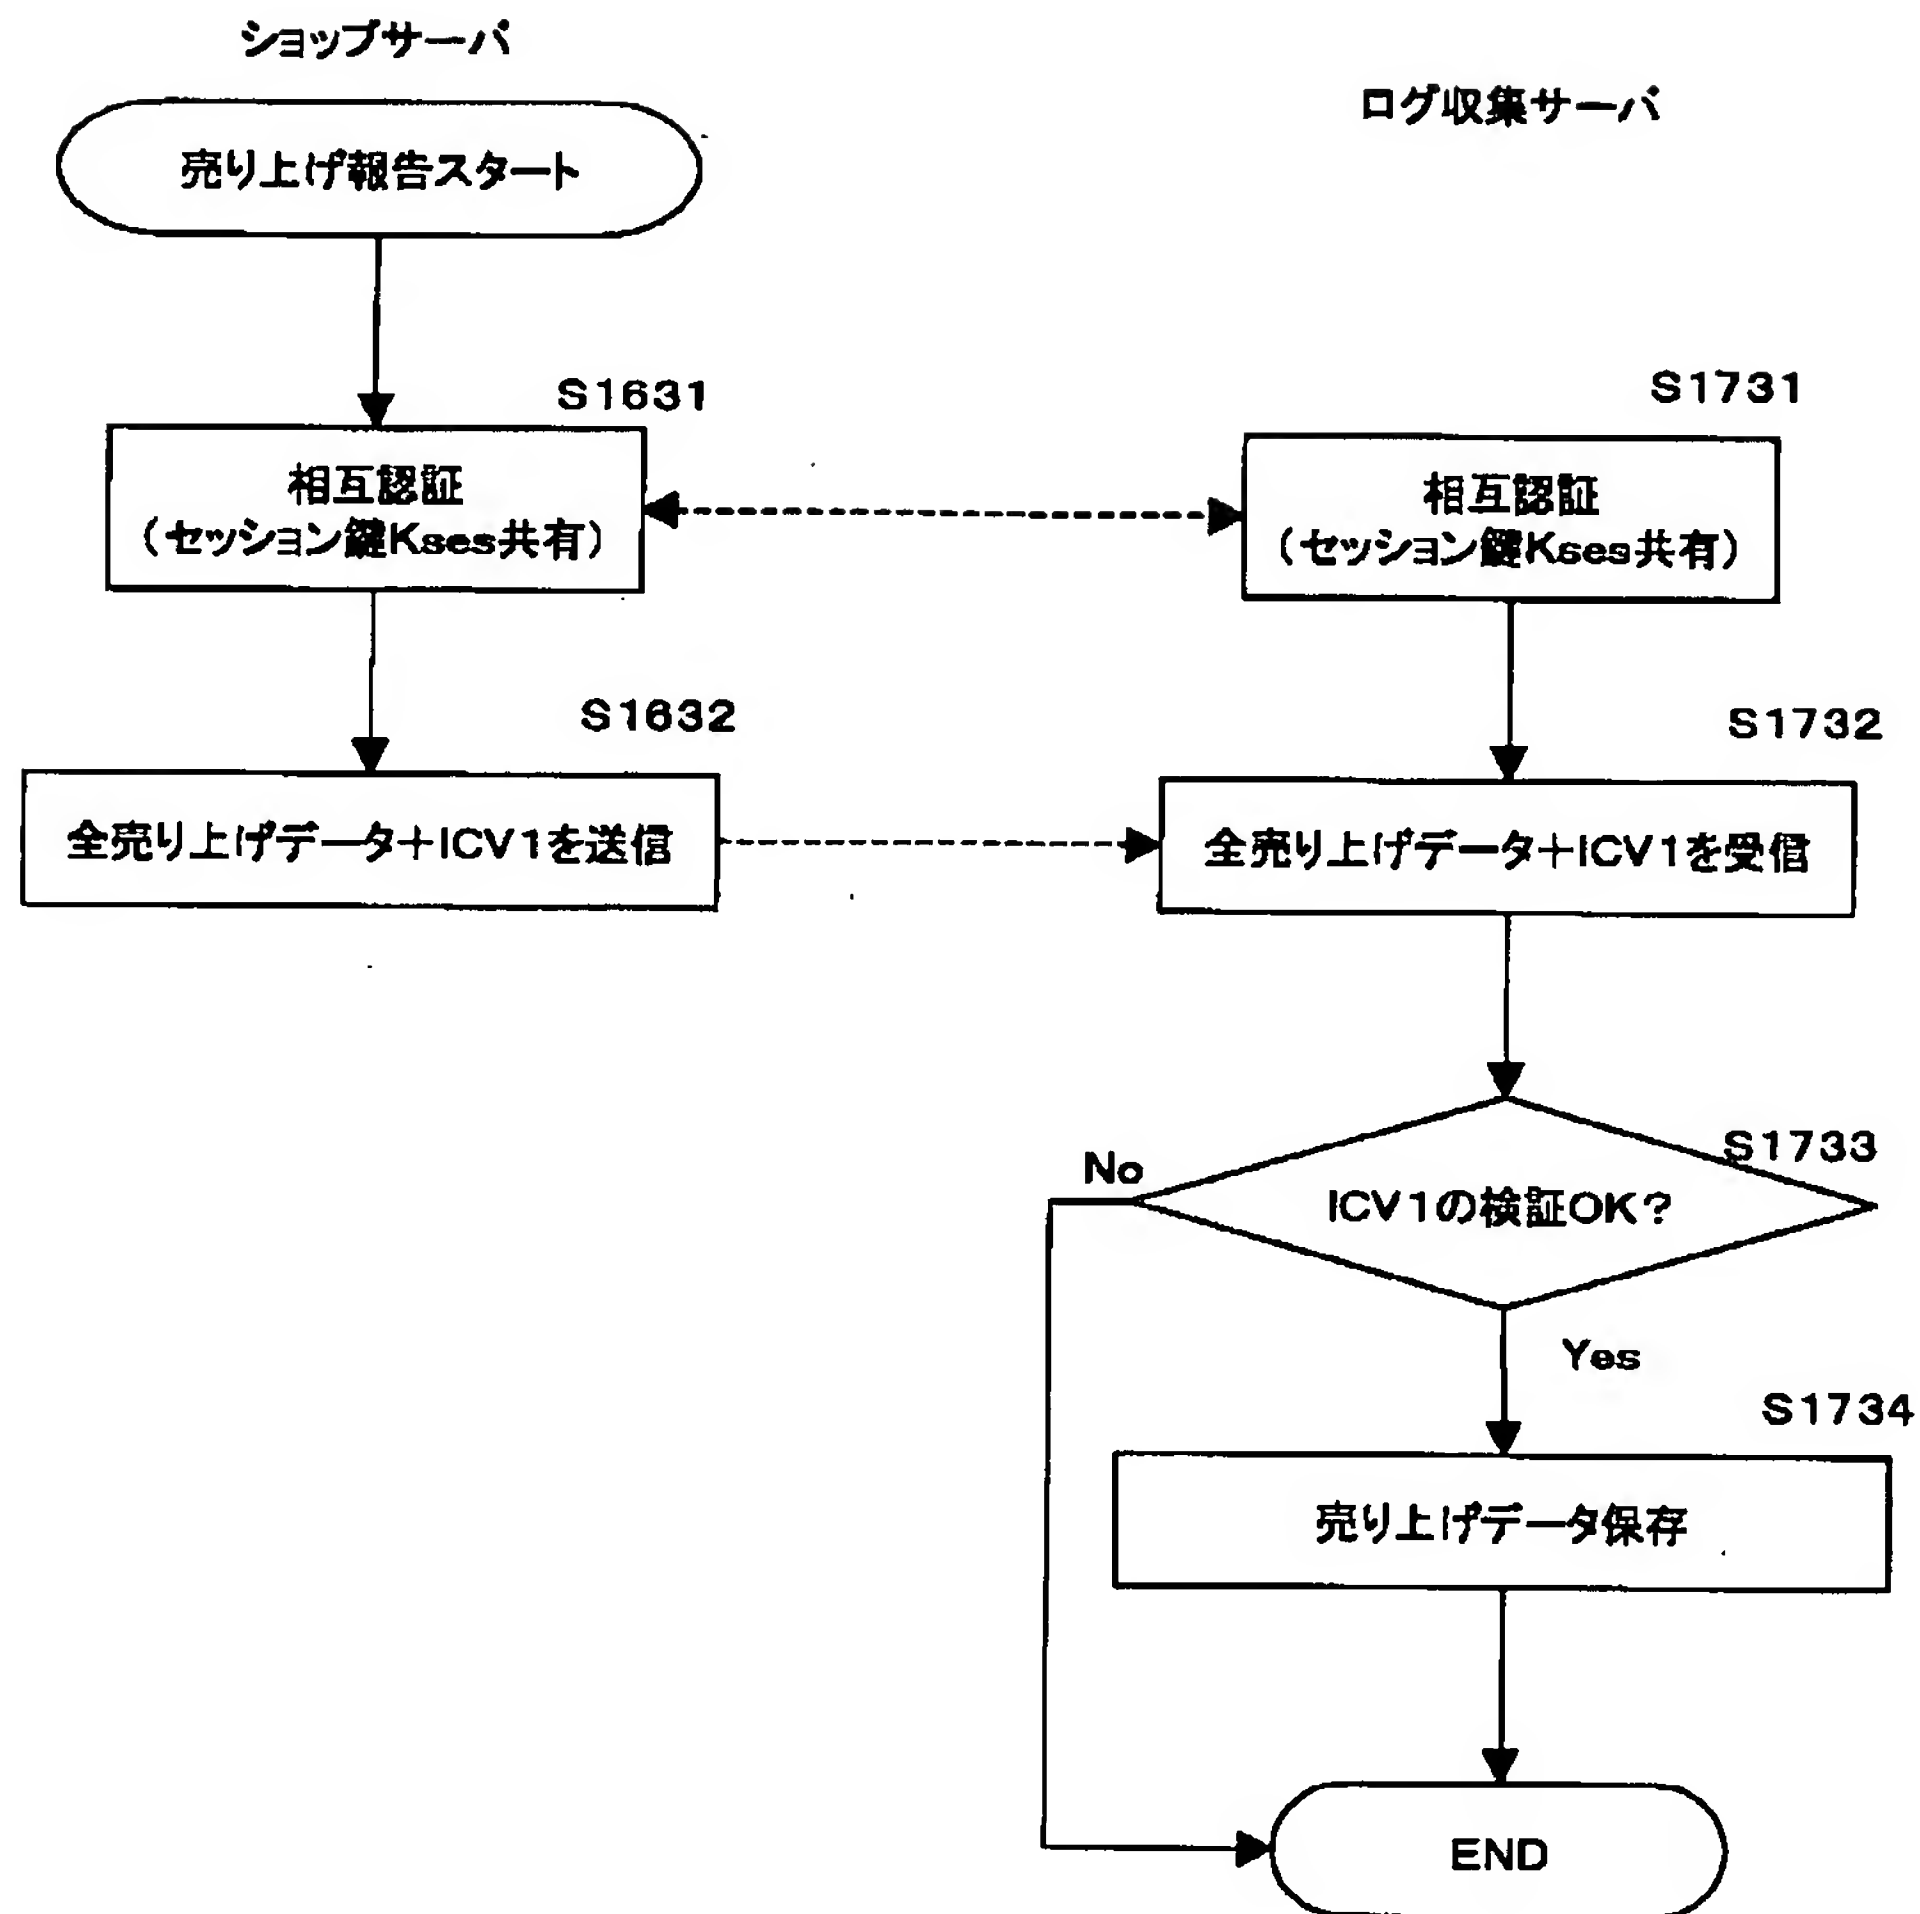 ショップサーバ
ログ収集サーバ
売り上げ報告スタート
S1631
相互認証
(セッション鍵Kses共有)
S1731
相互認証
(セッション鍵Kses共有)
S1632
全売り上げデータ+ICV1を送信
S1732
全売り上げデータ+ICV1を受信
S1733
No
ICV1の検証OK?
Yes
S1734
売り上げデータ保存
END